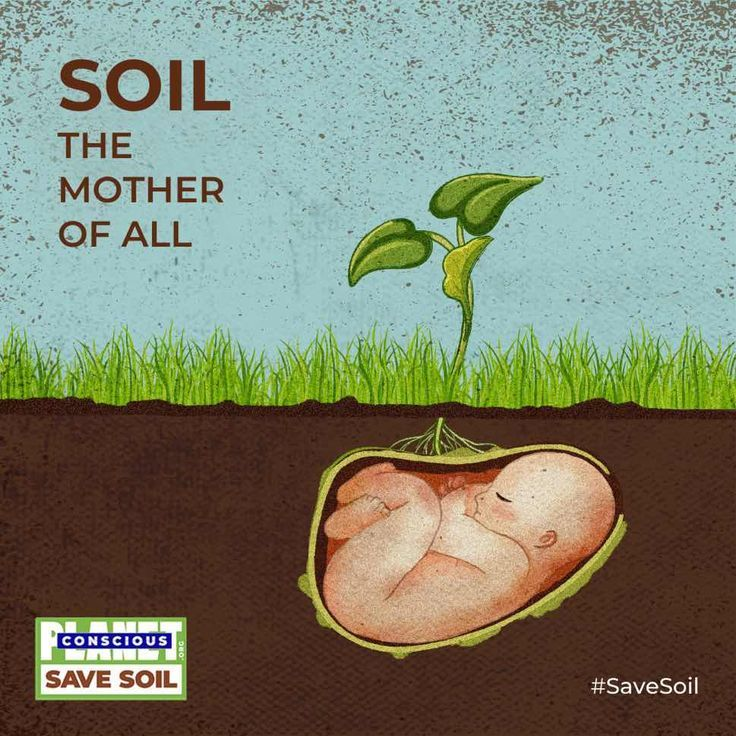 SOIL
THE
MOTHER
OF ALL
PLANET.ORG
CONSCIOUS
SAVE SOIL
#SaveSoil